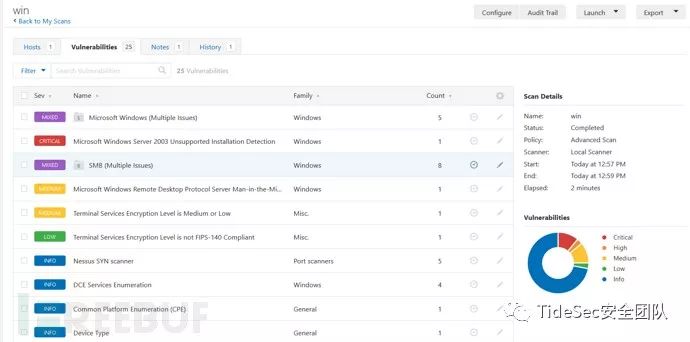 win
< Back to My Scans
Configure Audit Trail Launch Export
Hosts 1 Vulnerabilities 25 Notes 1 History 1
Filter Search Vulnerabilities 25 Vulnerabilities
Sev Name Family Count
MIXED Microsoft Windows (Multiple Issues) Windows 5
CRITICAL Microsoft Windows Server 2003 Unsupported Installation Detection Windows 1
MIXED SMB (Multiple Issues) Windows 8
MEDIUM Microsoft Windows Remote Desktop Protocol Server Man-in-the-Mi... Windows 1
MEDIUM Terminal Services Encryption Level is Medium or Low Misc. 1
LOW Terminal Services Encryption Level is not FIPS-140 Compliant Misc. 1
INFO Nessus SYN scanner Port scanners 5
INFO DCE Services Enumeration Windows 4
INFO Common Platform Enumeration (CPE) General 1
INFO Device Type General 1
Scan Details
Name: win
Status: Completed
Policy: Advanced Scan
Scanner: Local Scanner
Start: Today at 12:57 PM
End: Today at 12:59 PM
Elapsed: 2 minutes
Vulnerabilities
Critical
High
Medium
Low
Info
REEBUF
TideSec安全团队